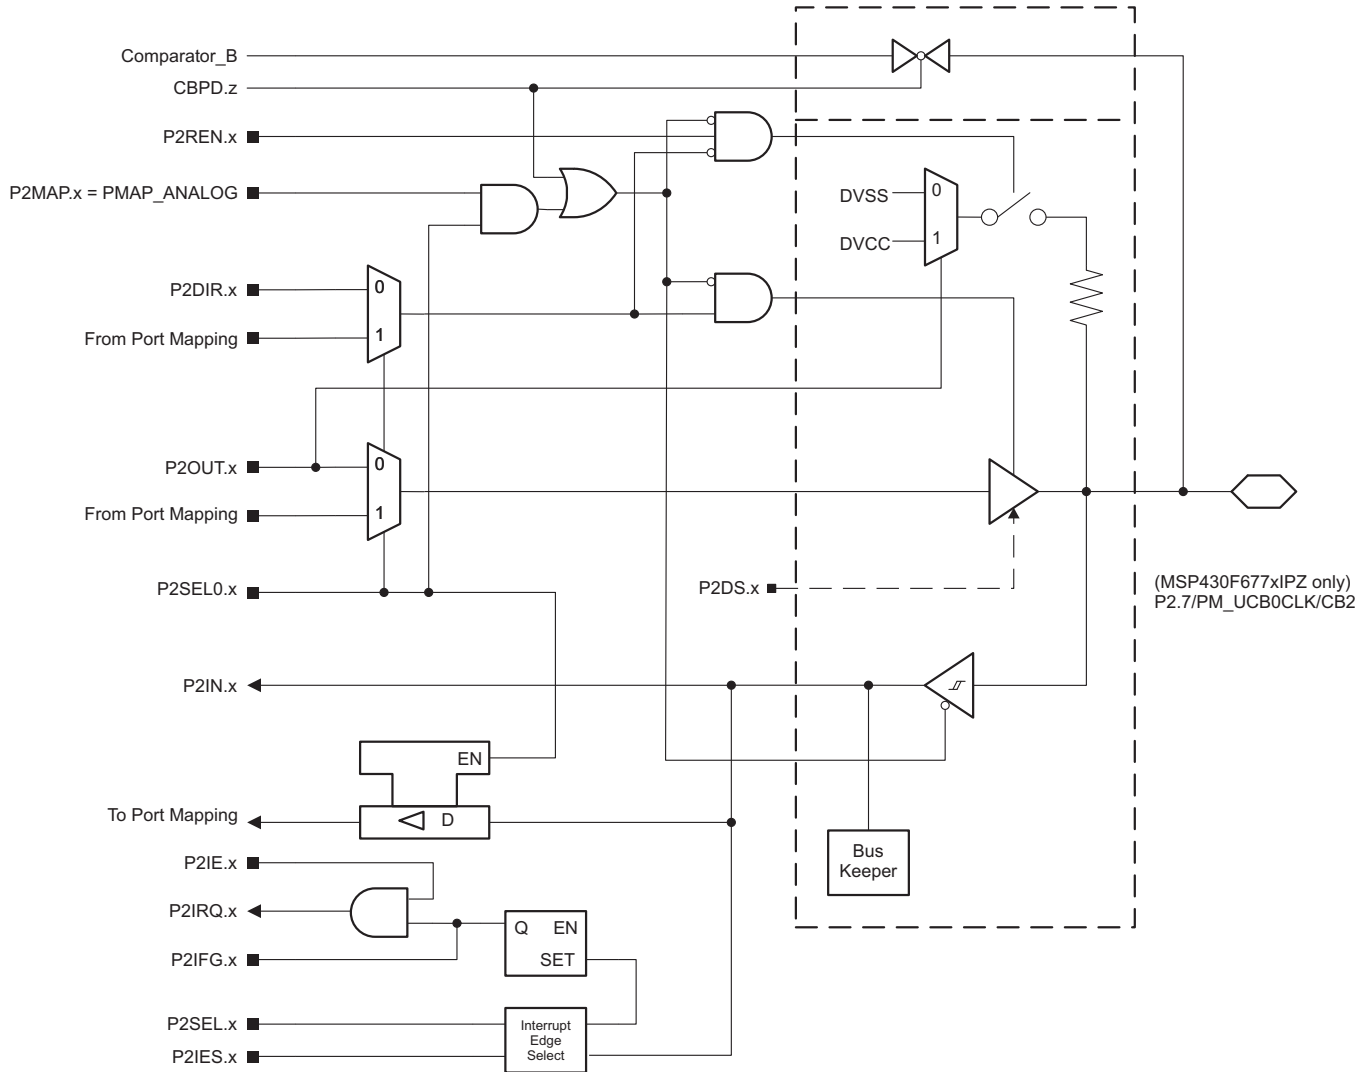 Comparator_B
CBPD.z
P2REN.x
P2MAP.x = PMAP_ANALOG
DVSS
0
DVCC
1
P2DIR.x
0
From Port Mapping
1
P2OUT.x
0
From Port Mapping
1
P2SEL0.x
P2DS.x
(MSP430F677xIPZ only)
P2.7/PM_UCB0CLK/CB2
P2IN.x
EN
To Port Mapping
D
Bus
Keeper
P2IE.x
P2IRQ.x
Q EN
SET
P2IFG.x
P2SEL.x
P2IES.x
Interrupt
Edge
Select